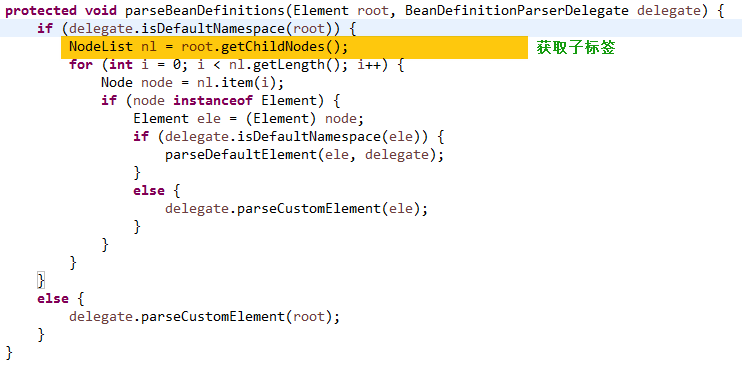 protected void parseBeanDefinitions(Element root, BeanDefinitionParserDelegate delegate) {
    if (delegate.isDefaultNamespace(root)) {
        NodeList nl = root.getChildNodes(); 获取子标签
        for (int i = 0; i < nl.getLength(); i++) {
            Node node = nl.item(i);
            if (node instanceof Element) {
                Element ele = (Element) node;
                if (delegate.isDefaultNamespace(ele)) {
                    parseDefaultElement(ele, delegate);
                }
                else {
                    delegate.parseCustomElement(ele);
                }
            }
        }
    }
    else {
        delegate.parseCustomElement(root);
    }
}